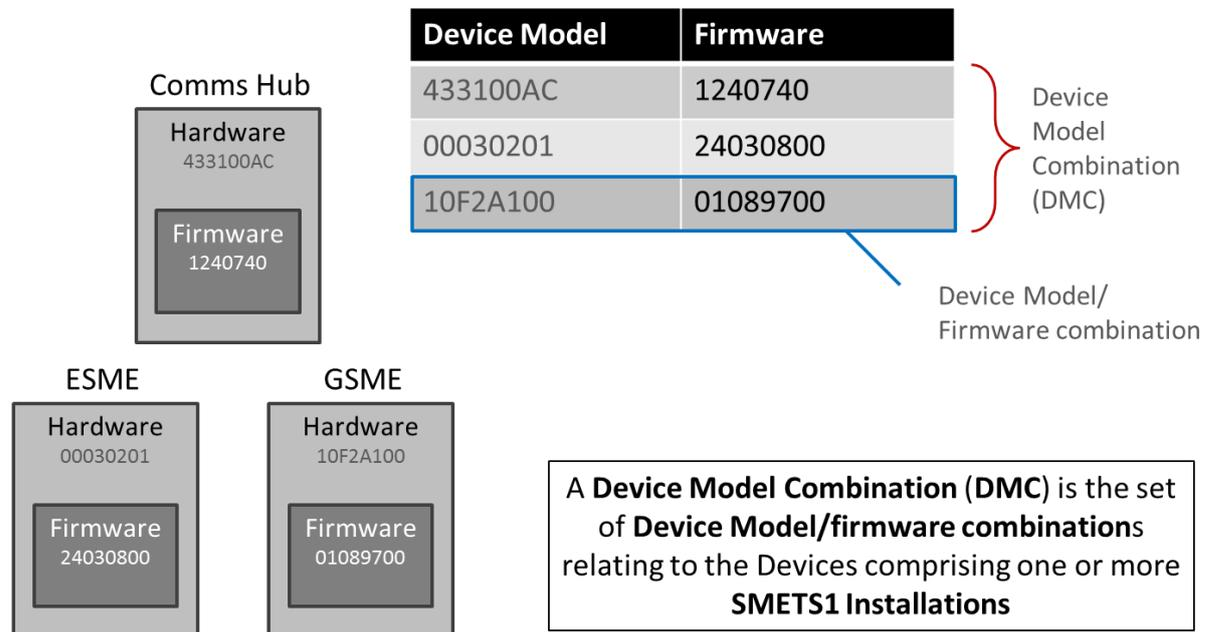 Device Model Firmware
433100AC 1240740
00030201 24030800
10F2A100 01089700
Device
Model
Combination
(DMC)
Device Model/
Firmware combination
Comms Hub
Hardware
433100AC
Firmware
1240740
ESME
Hardware
00030201
Firmware
24030800
GSME
Hardware
10F2A100
Firmware
01089700
A Device Model Combination (DMC) is the set
of Device Model/firmware combinations
relating to the Devices comprising one or more
SMETS1 Installations